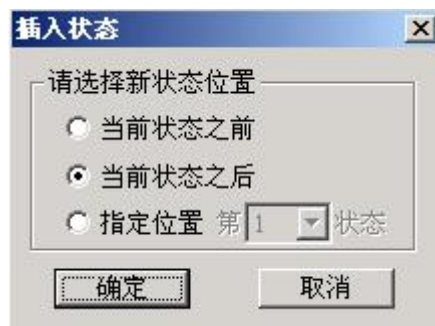 插入状态
请选择新状态位置
当前状态之前
当前状态之后
指定位置 第 1 状态
确定 取消